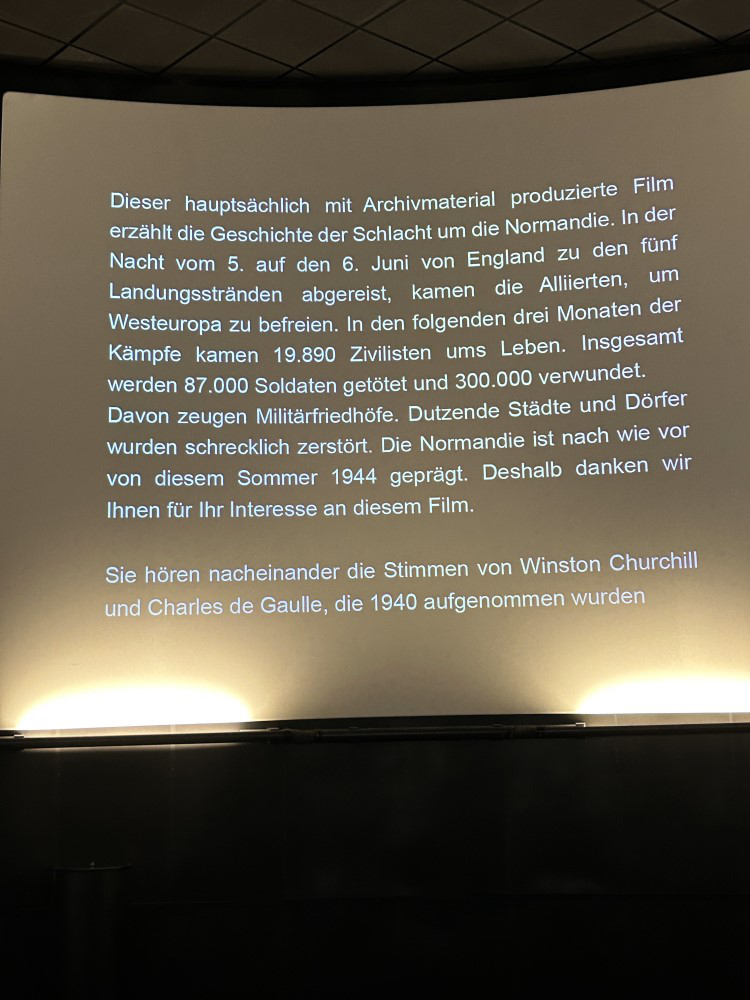 Dieser hauptsächlich mit Archivmaterial produzierte Film
erzählt die Geschichte der Schlacht um die Normandie. In der
Nacht vom 5. auf den 6. Juni von England zu den fünf
Landungsstränden abgereist, kamen die Alliierten, um
Westeuropa zu befreien. In den folgenden drei Monaten der
Kämpfe kamen 19.890 Zivilisten ums Leben. Insgesamt
werden 87.000 Soldaten getötet und 300.000 verwundet.
Davon zeugen Militärfriedhöfe. Dutzende Städte und Dörfer
wurden schrecklich zerstört. Die Normandie ist nach wie vor
von diesem Sommer 1944 geprägt. Deshalb danken wir
Ihnen für Ihr Interesse an diesem Film.
Sie hören nacheinander die Stimmen von Winston Churchill
und Charles de Gaulle, die 1940 aufgenommen wurden